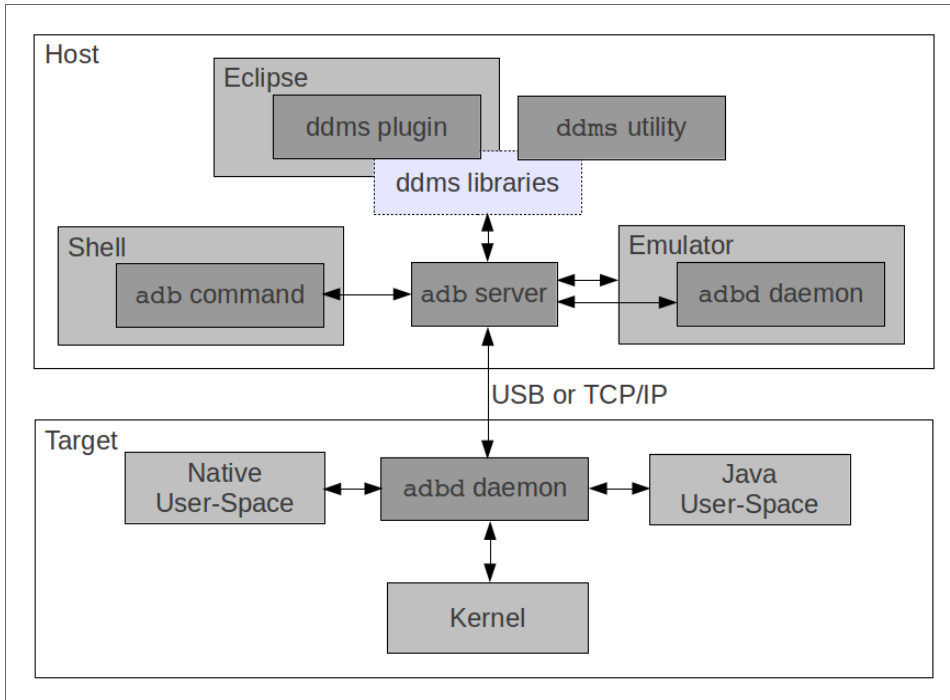 Host
Eclipse
ddms plugin
ddms utility
ddms libraries
Shell
adb command
adb server
Emulator
adbd daemon
USB or TCP/IP
Target
Native
User-Space
adbd daemon
Java
User-Space
Kernel